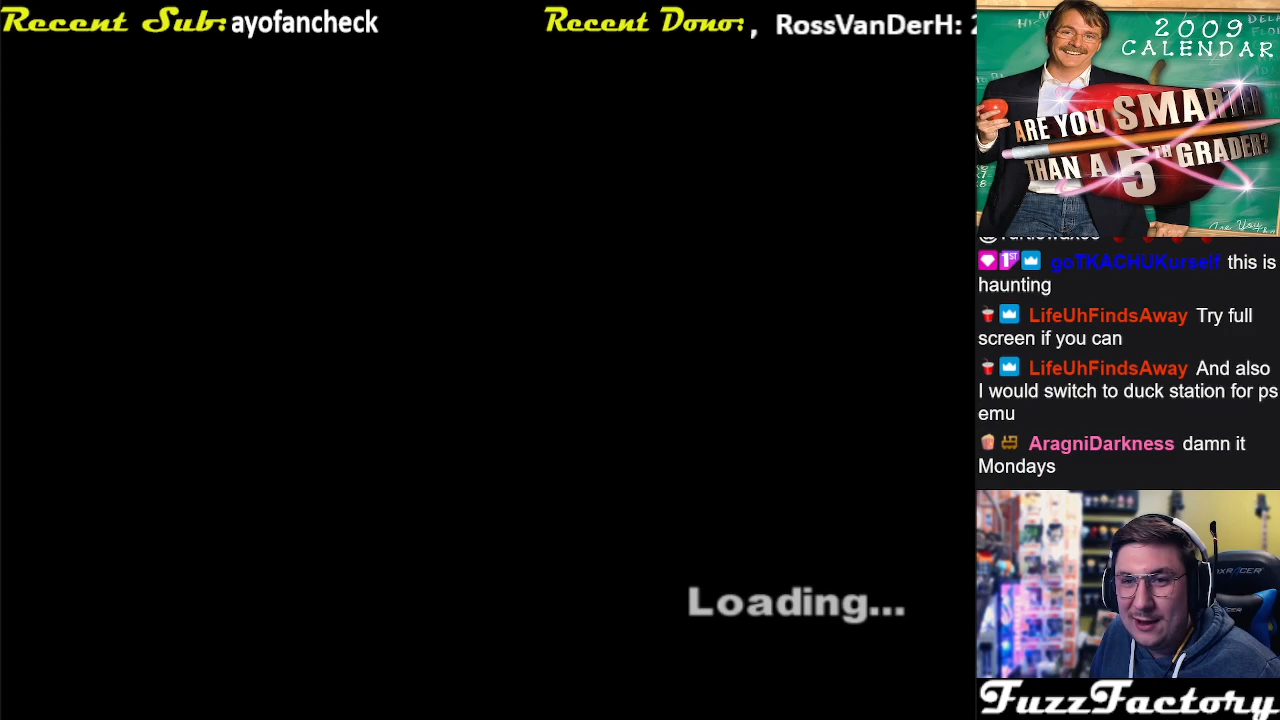 Recent Sub: ayofancheck
Recent Dono: , RossVanDerH:
2009
CALENDAR
ARE YOU SMARTER
THAN A 5TH GRADER?
goTKACHUKurself this is
haunting
LifeUhFindsAway Try full
screen if you can
LifeUhFindsAway And also
I would switch to duck station for ps
emu
AragniDarkness damn it
Mondays
Loading...
FuzzFactory